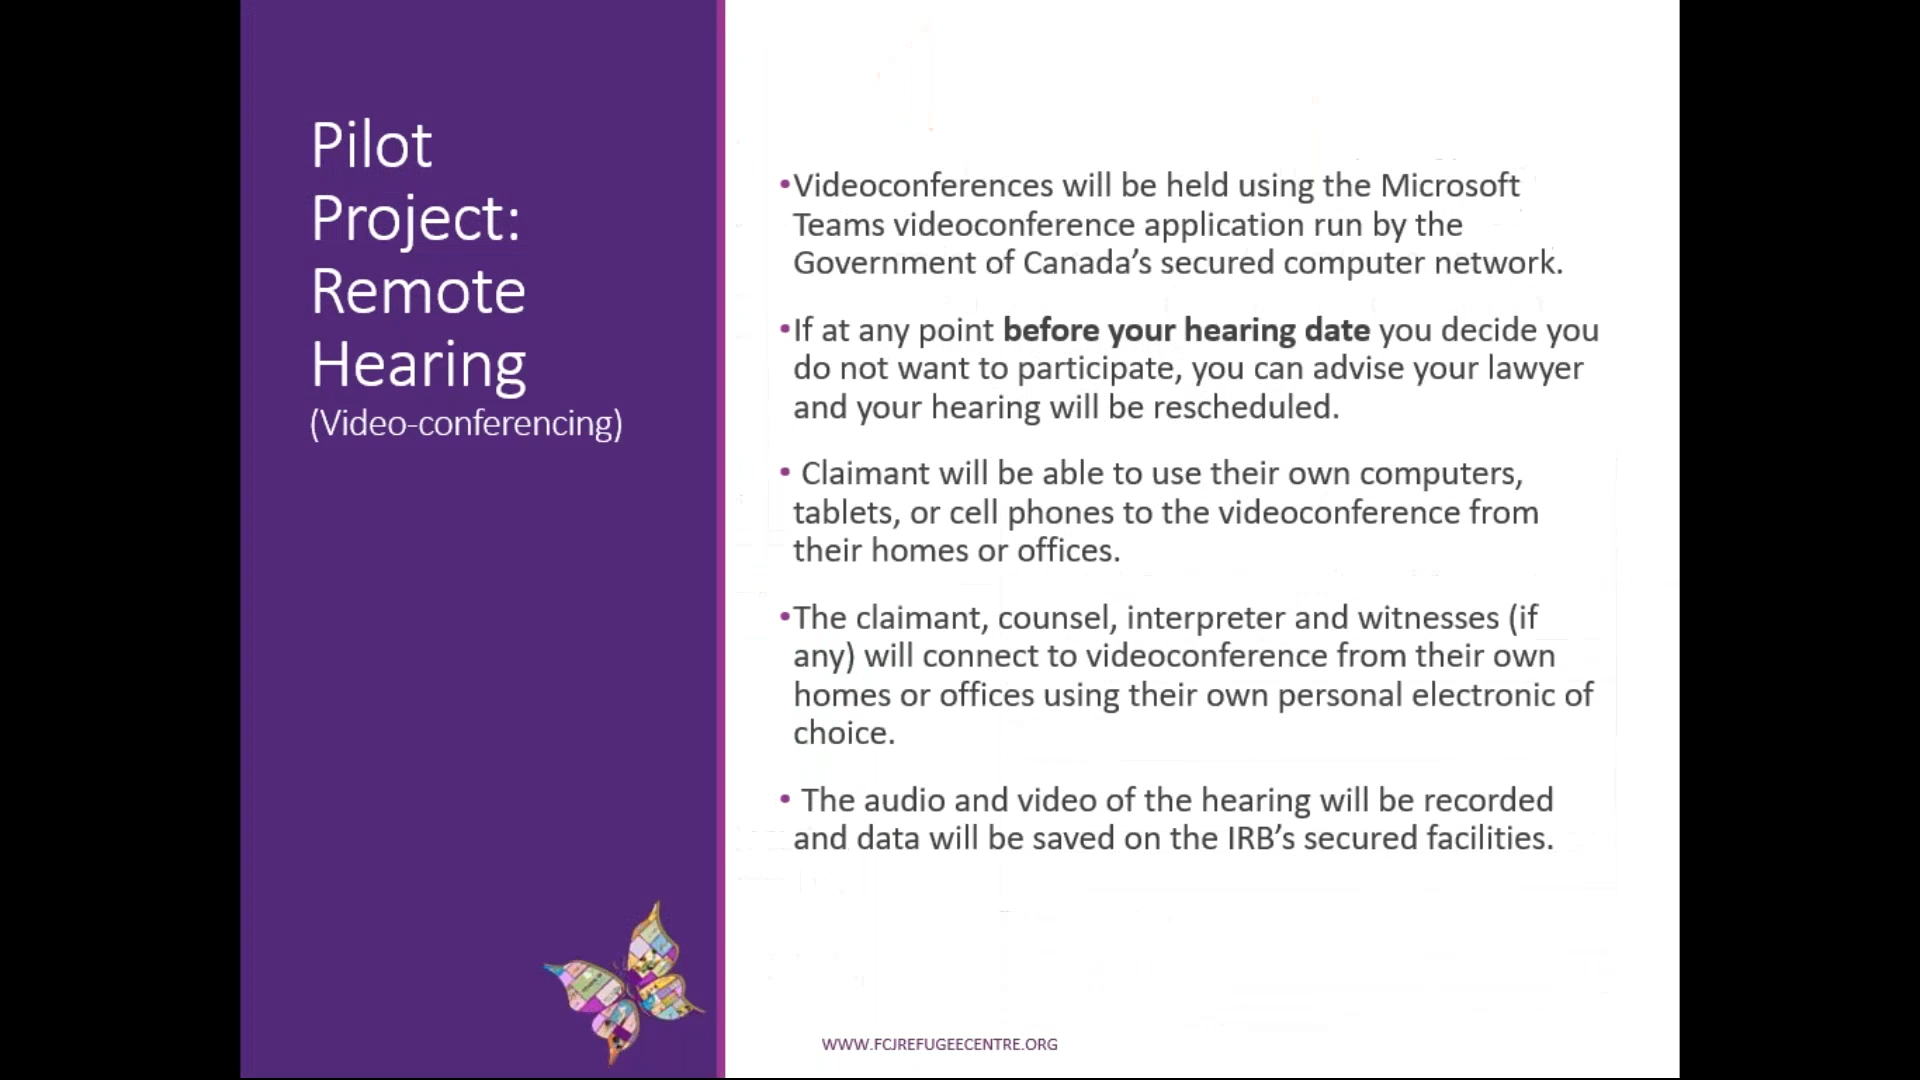 Pilot
Project:
Remote
Hearing
(Video-conferencing)
•Videoconferences will be held using the Microsoft
Teams videoconference application run by the
Government of Canada’s secured computer network.
•If at any point before your hearing date you decide you
do not want to participate, you can advise your lawyer
and your hearing will be rescheduled.
• Claimant will be able to use their own computers,
tablets, or cell phones to the videoconference from
their homes or offices.
•The claimant, counsel, interpreter and witnesses (if
any) will connect to videoconference from their own
homes or offices using their own personal electronic of
choice.
• The audio and video of the hearing will be recorded
and data will be saved on the IRB’s secured facilities.
WWW.FCJREFUGEECENTRE.ORG